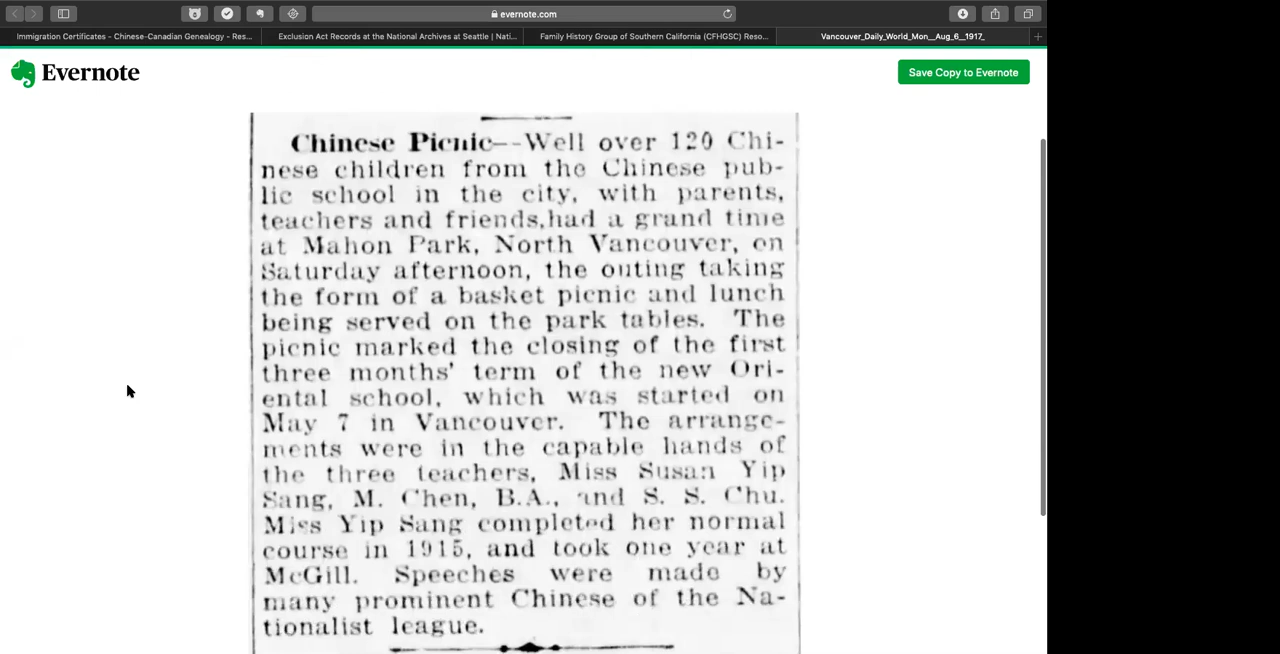 evernote.com
Immigration Certificates - Chinese-Canadian Genealogy - Res...
Exclusion Act Records at the National Archives at Seattle | Nati...
Family History Group of Southern California (CFHGSC) Reso...
Vancouver_Daily_World_Mon__Aug_6__1917_
Evernote
Save Copy to Evernote
Chinese Picnic--Well over 120 Chi-
nese children from the Chinese pub-
lic school in the city, with parents,
teachers and friends,had a grand time
at Mahon Park, North Vancouver, on
Saturday afternoon, the outing taking
the form of a basket picnic and lunch
being served on the park tables. The
picnic marked the closing of the first
three months' term of the new Ori-
ental school, which was started on
May 7 in Vancouver. The arrange-
ments were in the capable hands of
the three teachers, Miss Susan Yip
Sang, M. Chen, B.A., and S. S. Chu.
Miss Yip Sang completed her normal
course in 1915, and took one year at
McGill. Speeches were made by
many prominent Chinese of the Na-
tionalist league.